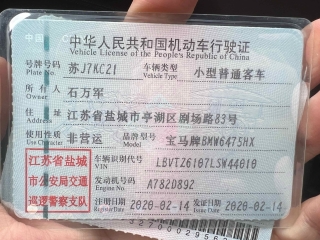 中华人民共和国机动车行驶证
Vehicle License of the People's Republic of China
号牌号码 苏J7KC21 车辆类型 小型普通客车
Plate No. Vehicle Type
所有人 石万军
Owner
住址 江苏省盐城市亭湖区剧场路83号
Address
使用性质 非营运 品牌型号 宝马牌BMW6475HX
Use Character Model
江苏省盐城 车辆识别代号 LBVTZ6107LSW44010
VIN
市公安局交通 发动机号码 A782D892
Engine No.
巡逻警察支队 注册日期 2020-02-14 发证日期 2020-02-14
Register Date Issue Date